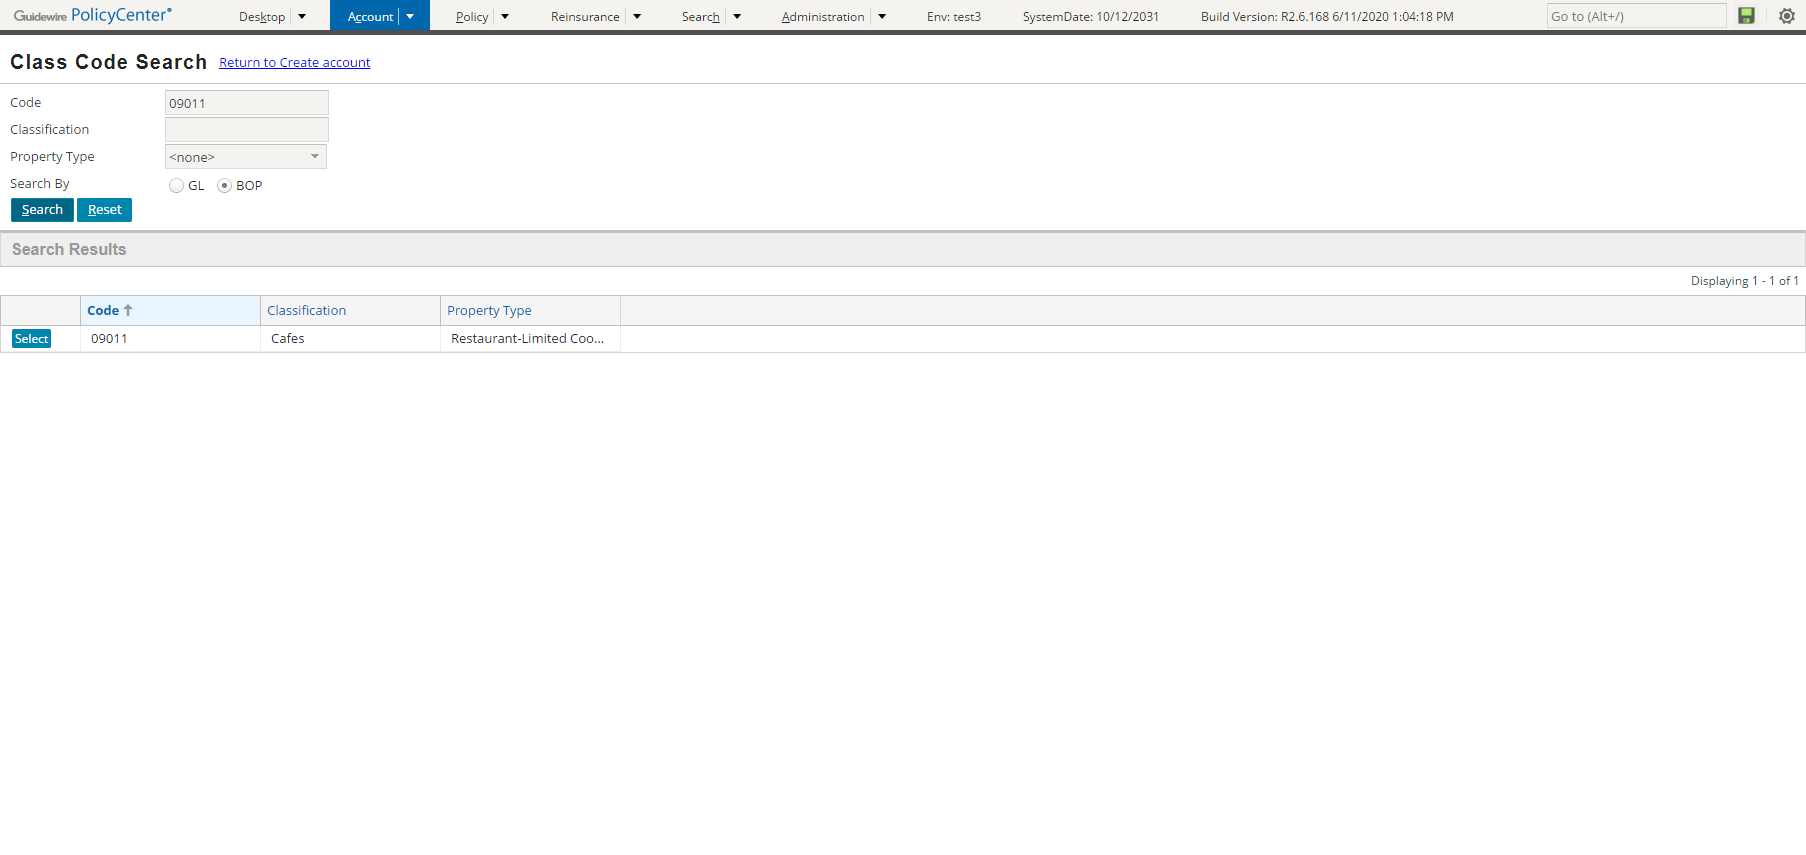 Guidewire PolicyCenter® Desktop Account Policy Reinsurance Search Administration Env: test3 SystemDate: 10/12/2031 Build Version: R2.6.168 6/11/2020 1:04:18 PM Go to (Alt+/)
Class Code Search Return to Create account
Code 09011
Classification
Property Type <none>
Search By GL BOP
Search Reset
Search Results
Displaying 1 - 1 of 1
Code Classification Property Type
Select 09011 Cafes Restaurant-Limited Coo...